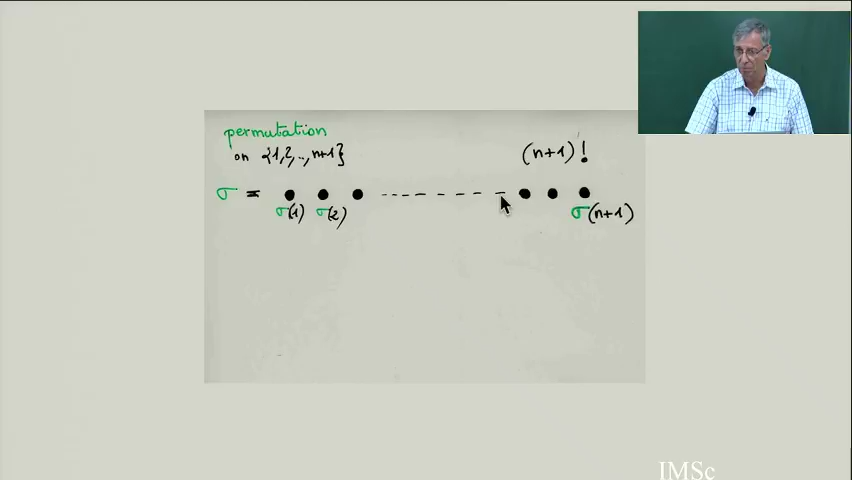 permutation
on {1,2,..,n+1} (n+1)!
σ =
σ(1) σ(2) σ(n+1)
IMSc